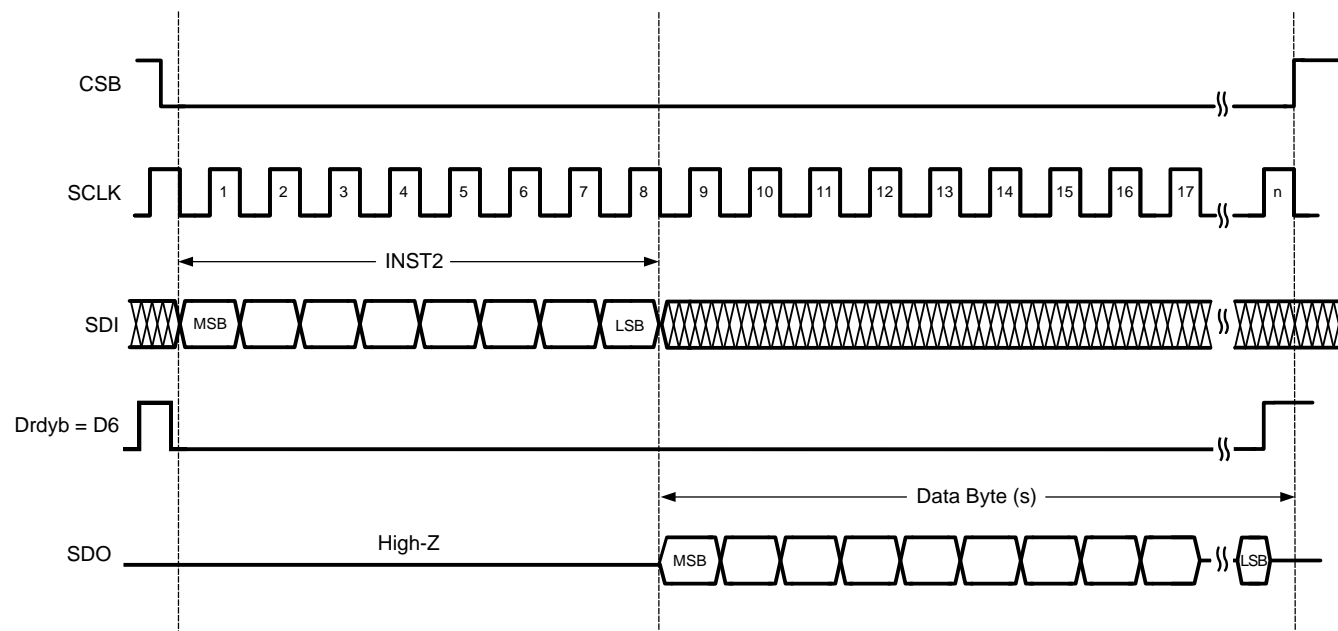 CSB
SCLK
1 2 3 4 5 6 7 8 9 10 11 12 13 14 15 16 17 n
INST2
SDI
MSB LSB
Drdyb = D6
Data Byte (s)
High-Z
SDO
MSB LSB